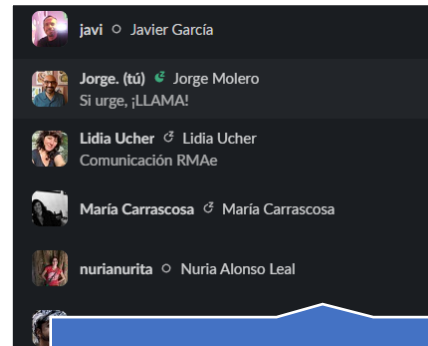 javi Javier García
Jorge. (tú) Jorge Molero
Si urge, ¡LLAMA!
Lidia Ucher Lidia Ucher
Comunicación RMAe
María Carrascosa María Carrascosa
nurianurita Nuria Alonso Leal